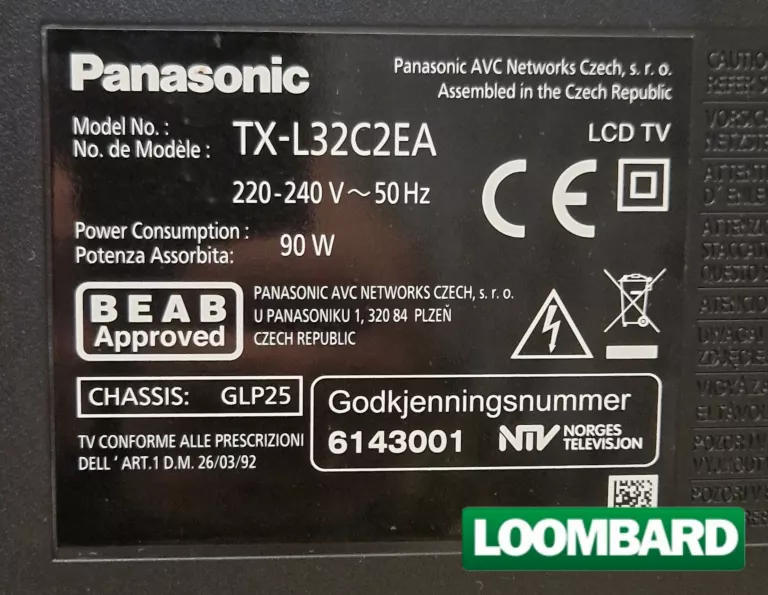 Panasonic
Panasonic AVC Networks Czech, s. r. o.
Assembled in the Czech Republic
Model No. :
No. de Modèle :
TX-L32C2EA
LCD TV
220-240 V ~ 50 Hz
CE
Power Consumption :
Potenza Assorbita:
90 W
BEAB
Approved
PANASONIC AVC NETWORKS CZECH, s. r. o.
U PANASONIKU 1, 320 84 PLZEŇ
CZECH REPUBLIC
CHASSIS: GLP25
Godkjenningsnummer
6143001
NTV NORGES
TELEVISJON
TV CONFORME ALLE PRESCRIZIONI
DELL ' ART.1 D.M. 26/03/92
LOOMBARD